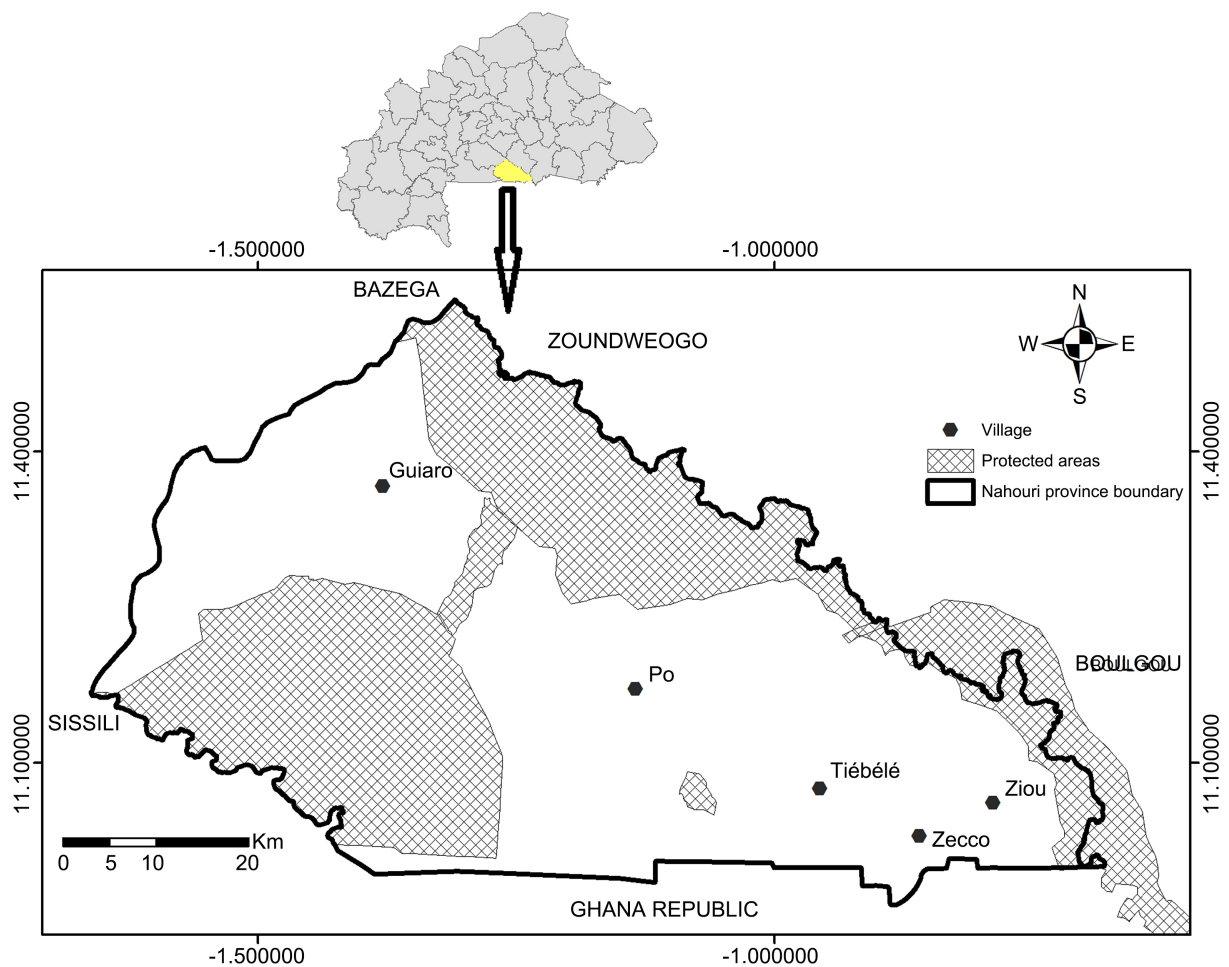 -1.500000
-1.000000
BAZEGA
ZOUNDWEOGO
N
W
E
S
11.400000
11.400000
Village
Protected areas
Nahouri province boundary
Guiaro
BOULGOU
BOULGOU
Po
SISSILI
11.100000
11.100000
Tiébélé
Ziou
Zecco
Km
0 5 10 20
GHANA REPUBLIC
-1.500000
-1.000000